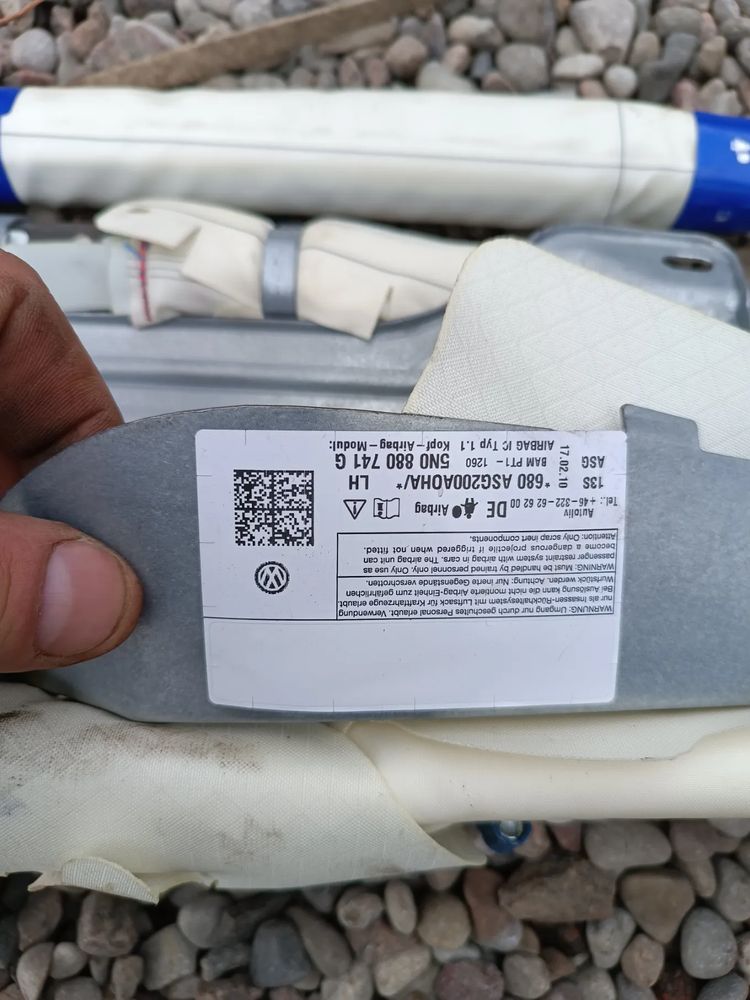 WARNUNG: Umgang nur durch geschultes Personal erlaubt. Verwendung
nur als Insassen-Rückhaltesystem mit Luftsack für Kraftfahrzeuge erlaubt.
Bei Auslösung kann die nicht montierte Airbag-Einheit zum gefährlichen
Wurfstück werden. Achtung: Nur inerte Gegenstände verschrotten.
WARNING: Must be handled by trained personnel only. Only use as
passenger restraint system with airbag in cars. The airbag unit can
become a dangerous projectile if triggered when not fitted.
Attention: Only scrap inert components.
Autoliv DE Airbag
Tel.: +46-322-62 62 00
13S *680 ASG200AOHA/* LH
ASG BAM PT1-1260 5N0 880 741 G
17.02.10 AIRBAG IC Typ 1.1 Kopf-Airbag-Modul: